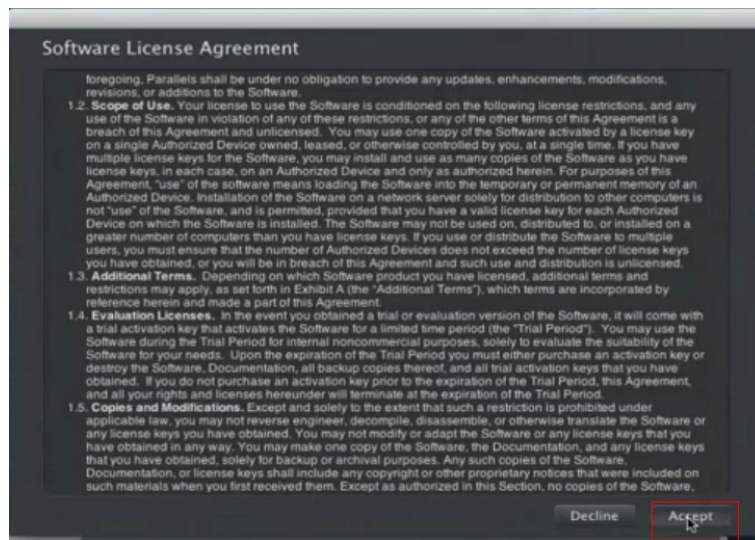 Software License Agreement
foregoing, Parallels shall be under no obligation to provide any updates, enhancements, modifications,
revisions, or additions to the Software.
1.2. Scope of Use. Your license to use the Software is conditioned on the following license restrictions, and any
use of the Software in violation of any of these restrictions, or any of the other terms of this Agreement is a
breach of this Agreement and unlicensed. You may use one copy of the Software activated by a license key
on a single Authorized Device owned, leased, or otherwise controlled by you, at a single time. If you have
multiple license keys for the Software, you may install and use as many copies of the Software as you have
license keys, in each case, on an Authorized Device and only as authorized herein. For purposes of this
Agreement, "use" of the software means loading the Software into the temporary or permanent memory of an
Authorized Device. Installation of the Software on a network server solely for distribution to other computers is
not "use" of the Software, and is permitted, provided that you have a valid license key for each Authorized
Device on which the Software is installed. The Software may not be used on, distributed to, or installed on a
greater number of computers than you have license keys. If you use or distribute the Software to multiple
users, you must ensure that the number of Authorized Devices does not exceed the number of license keys
you have obtained, or you will be in breach of this Agreement and such use and distribution is unlicensed.
1.3. Additional Terms. Depending on which Software product you have licensed, additional terms and
restrictions may apply, as set forth in Exhibit A (the "Additional Terms"), which terms are incorporated by
reference herein and made a part of this Agreement.
1.4. Evaluation Licenses. In the event you obtained a trial or evaluation version of the Software, it will come with
a trial activation key that activates the Software for a limited time period (the "Trial Period"). You may use the
Software during the Trial Period for internal noncommercial purposes, solely to evaluate the suitability of the
Software for your needs. Upon the expiration of the Trial Period you must either purchase an activation key or
destroy the Software, Documentation, all backup copies thereof, and all trial activation keys that you have
obtained. If you do not purchase an activation key prior to the expiration of the Trial Period, this Agreement,
and all your rights and licenses hereunder will terminate at the expiration of the Trial Period.
1.5. Copies and Modifications. Except and solely to the extent that such a restriction is prohibited under
applicable law, you may not reverse engineer, decompile, disassemble, or otherwise translate the Software or
any license keys you have obtained. You may not modify or adapt the Software or any license keys that you
have obtained in any way. You may make one copy of the Software, the Documentation, and any license keys
that you have obtained, solely for backup or archival purposes. Any such copies of the Software,
Documentation, or license keys shall include any copyright or other proprietary notices that were included on
such materials when you first received them. Except as authorized in this Section, no copies of the Software,
Decline Accept